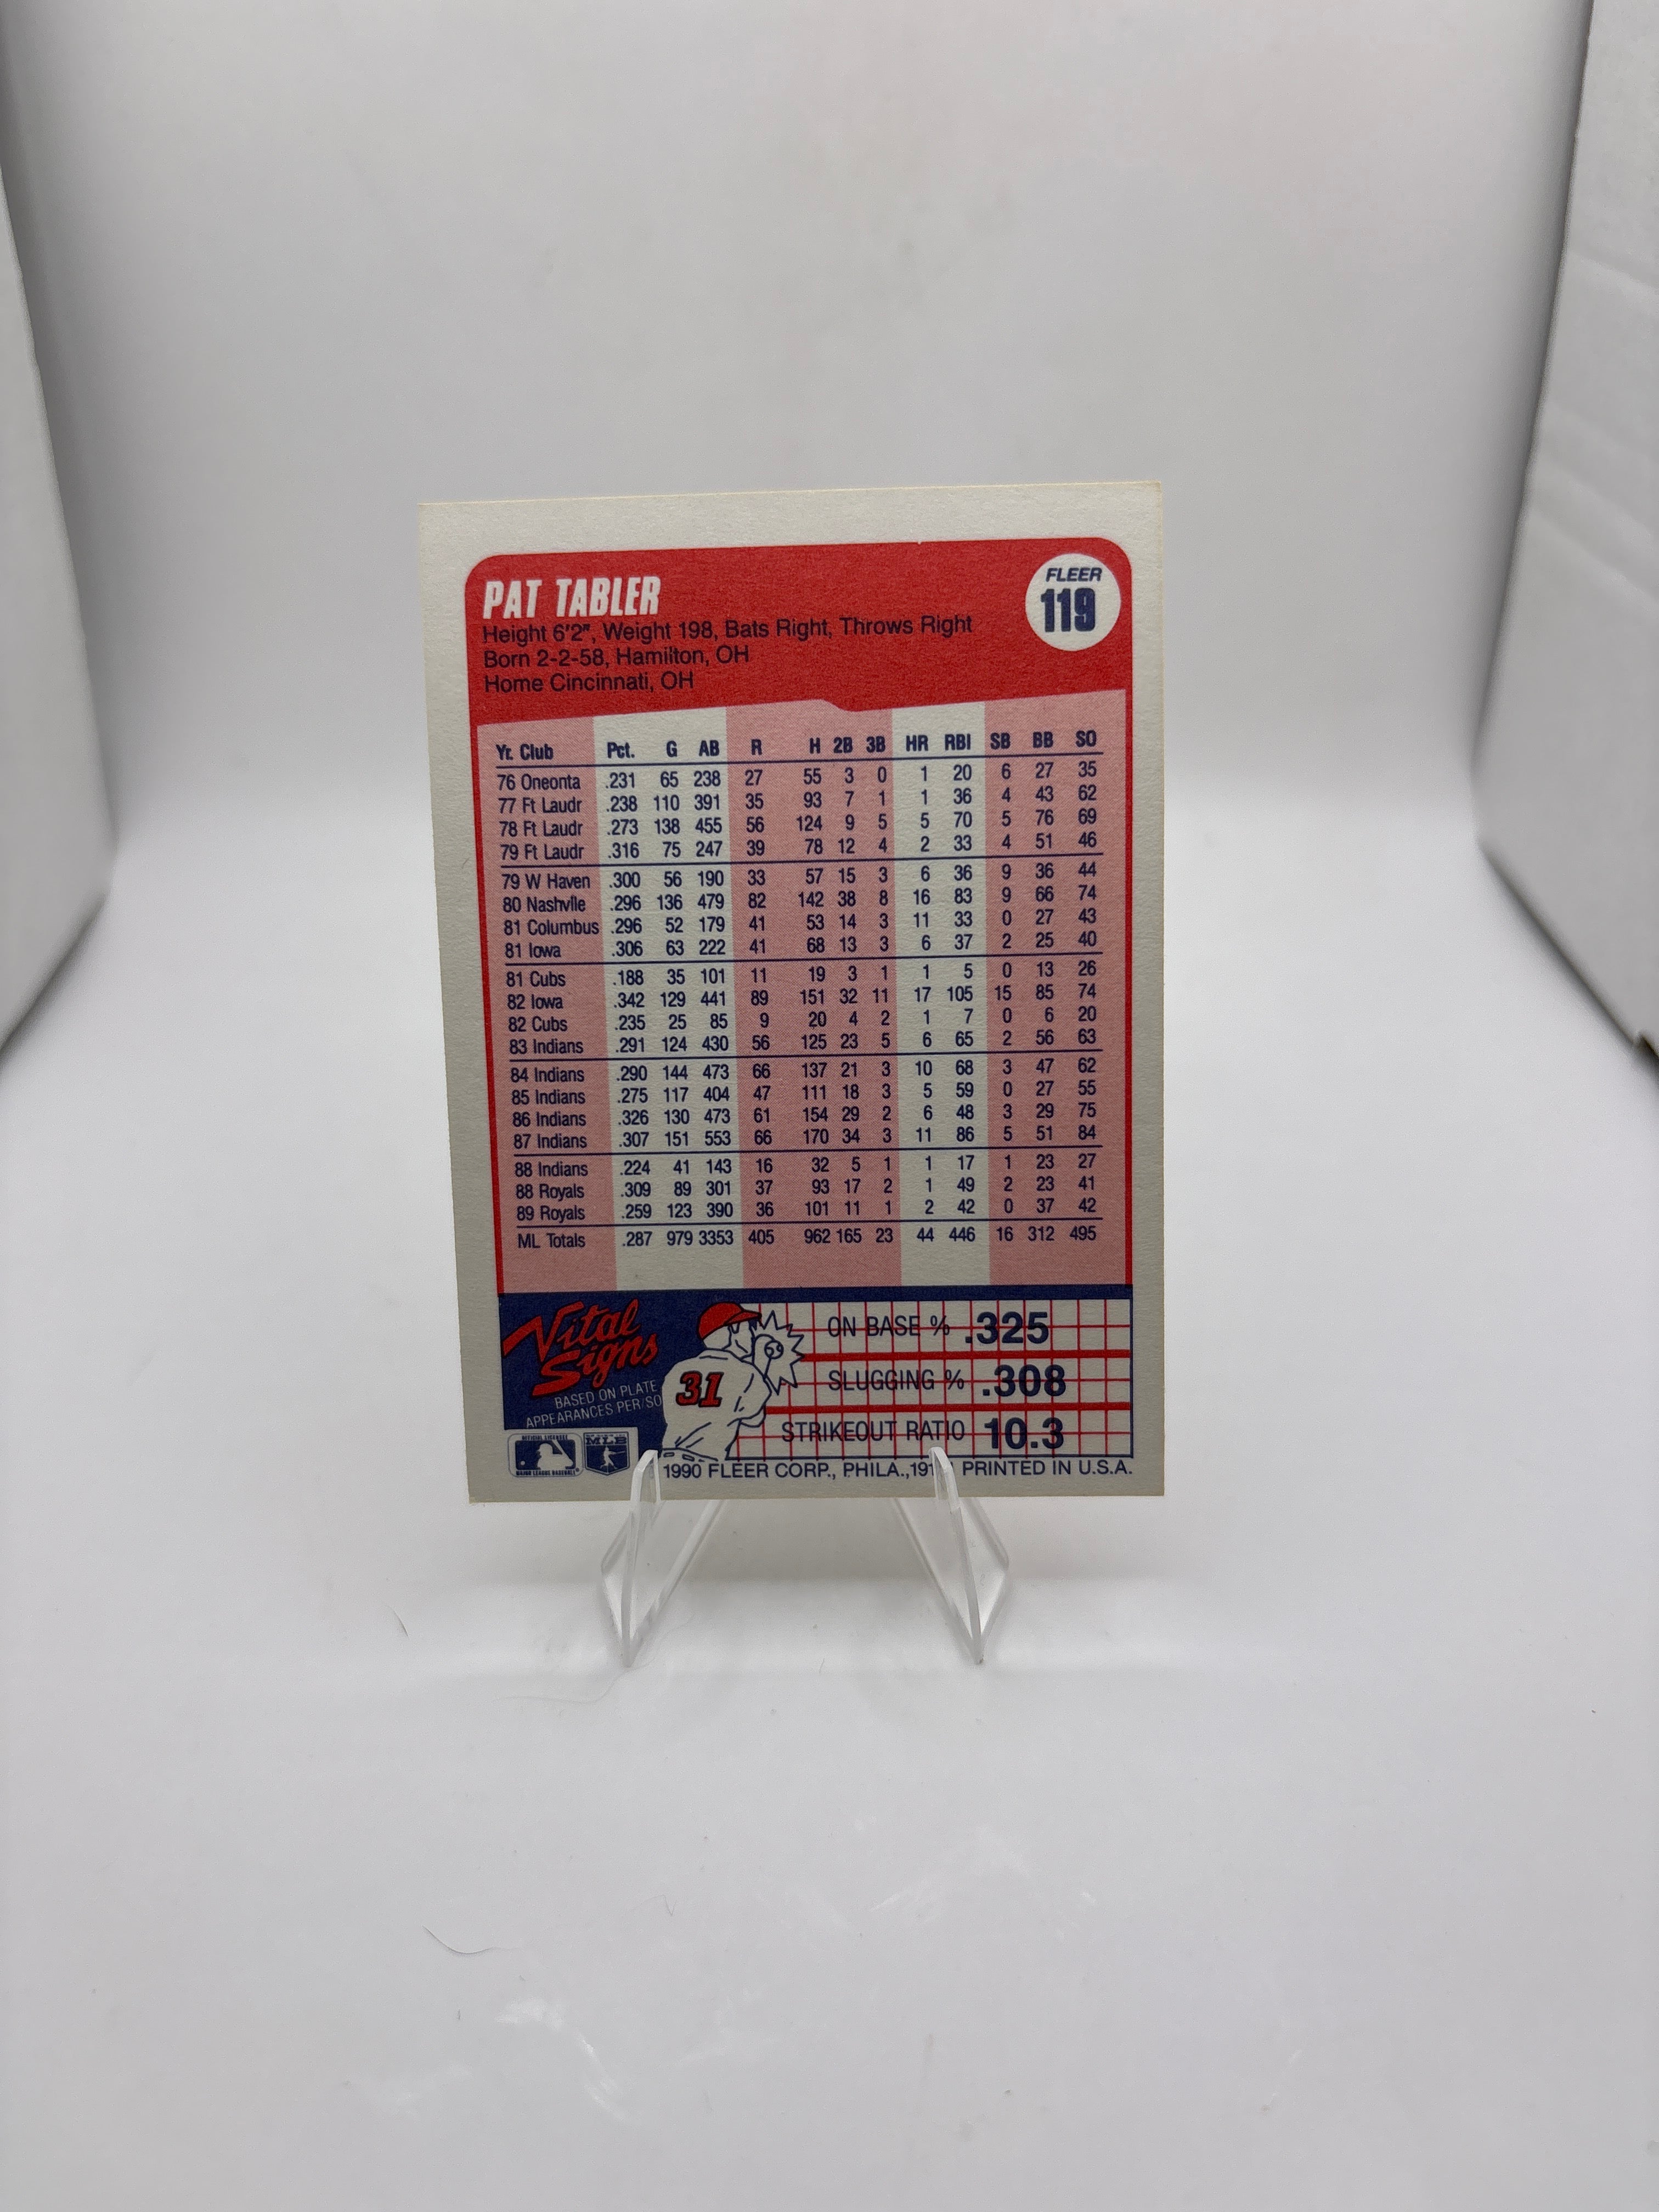 PAT TABLER
FLEER
119
Height 6'2", Weight 198, Bats Right, Throws Right
Born 2-2-58, Hamilton, OH
Home Cincinnati, OH
Yr. Club Pct. G AB R H 2B 3B HR RBI SB BB SO
76 Oneonta .231 65 238 27 55 3 0 1 20 6 27 35
77 Ft Laudr .238 110 391 35 93 7 1 1 36 4 43 62
78 Ft Laudr .273 138 455 56 124 9 5 5 70 5 76 69
79 Ft Laudr .316 75 247 39 78 12 4 2 33 4 51 46
79 W Haven .300 56 190 33 57 15 3 6 36 9 36 44
80 Nashvlle .296 136 479 82 142 38 8 16 83 9 66 74
81 Columbus .296 52 179 41 53 14 3 11 33 0 27 43
81 Iowa .306 63 222 41 68 13 3 6 37 2 25 40
81 Cubs .188 35 101 11 19 3 1 1 5 0 13 26
82 Iowa .342 129 441 89 151 32 11 17 105 15 85 74
82 Cubs .235 25 85 9 20 4 2 1 7 0 6 20
83 Indians .291 124 430 56 125 23 5 6 65 2 56 63
84 Indians .290 144 473 66 137 21 3 10 68 3 47 62
85 Indians .275 117 404 47 111 18 3 5 59 0 27 55
86 Indians .326 130 473 61 154 29 2 6 48 3 29 75
87 Indians .307 151 553 66 170 34 3 11 86 5 51 84
88 Indians .224 41 143 16 32 5 1 1 17 1 23 27
88 Royals .309 89 301 37 93 17 2 1 49 2 23 41
89 Royals .259 123 390 36 101 11 1 2 42 0 37 42
ML Totals .287 979 3353 405 962 165 23 44 446 16 312 495
Vital
Signs
BASED ON PLATE
APPEARANCES PER/SO
31
ON BASE % .325
SLUGGING % .308
STRIKEOUT RATIO 10.3
OFFICIAL LICENSEE
MAJOR LEAGUE BASEBALL
MLB
1990 FLEER CORP., PHILA., PRINTED IN U.S.A.